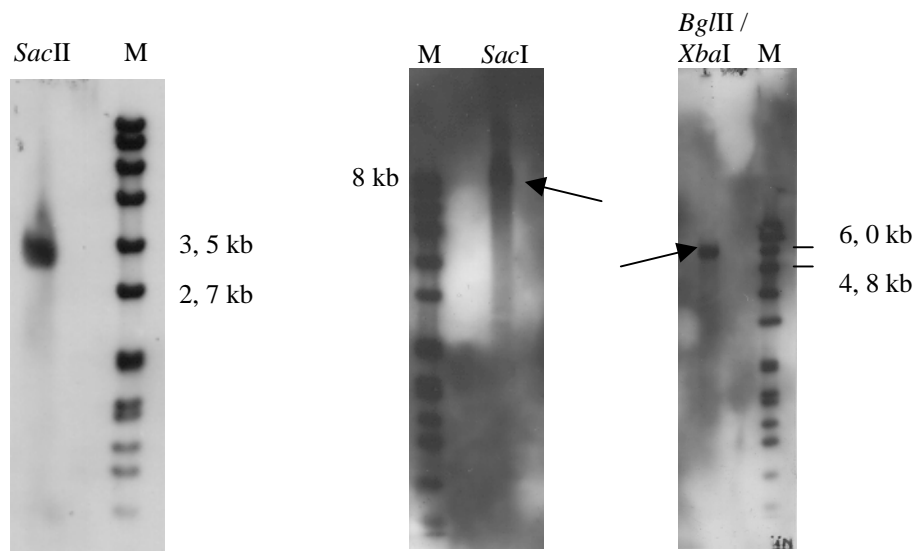 SacII M
M SacI
BglII /
XbaI M
8 kb
3, 5 kb
2, 7 kb
6, 0 kb
4, 8 kb